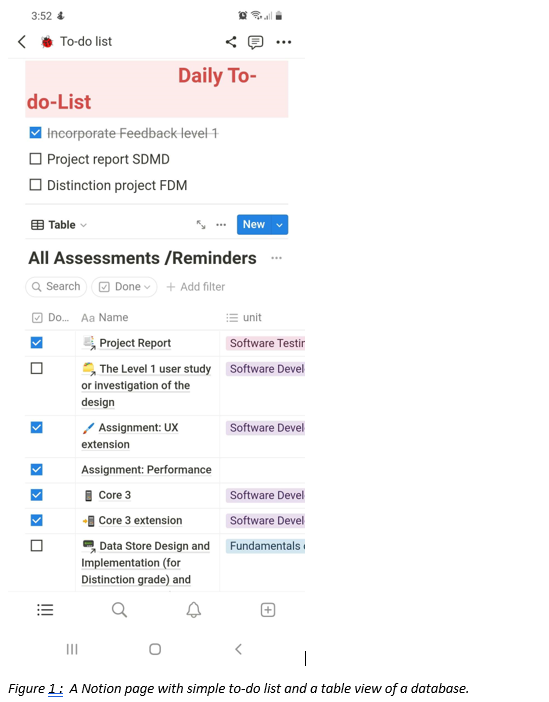 3:52
To-do list
Daily To-
do-List
Incorporate Feedback level 1
Project report SDMD
Distinction project FDM
Table
New
All Assessments /Reminders
Search
Done
+ Add filter
Do...
Aa Name
unit
Project Report
Software Testin
The Level 1 user study
Software Devel
or investigation of the
design
Assignment: UX
Software Devel
extension
Assignment: Performance
Core 3
Software Devel
Core 3 extension
Software Devel
Data Store Design and
Fundamentals
Implementation (for
Distinction grade) and
Figure 1 : A Notion page with simple to-do list and a table view of a database.